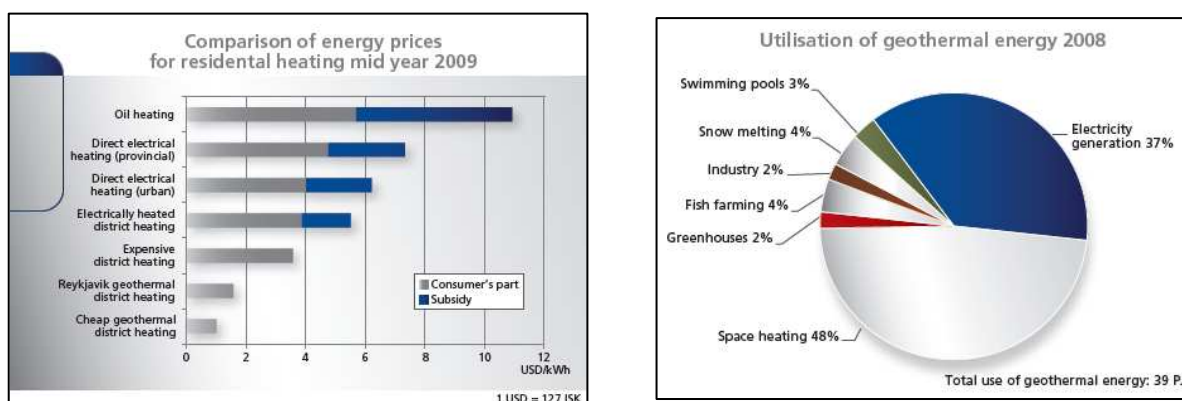 Comparison of energy prices
for residental heating mid year 2009
Oil heating
Direct electrical
heating (provincial)
Direct electrical
heating (urban)
Electrically heated
district heating
Expensive
district heating
Reykjavik geothermal
district heating
Cheap geothermal
district heating
Consumer's part
Subsidy
0 2 4 6 8 10 12
USD/kWh
1 USD = 127 ISK
Utilisation of geothermal energy 2008
Swimming pools 3%
Snow melting 4%
Industry 2%
Fish farming 4%
Greenhouses 2%
Space heating 48%
Electricity
generation 37%
Total use of geothermal energy: 39 P